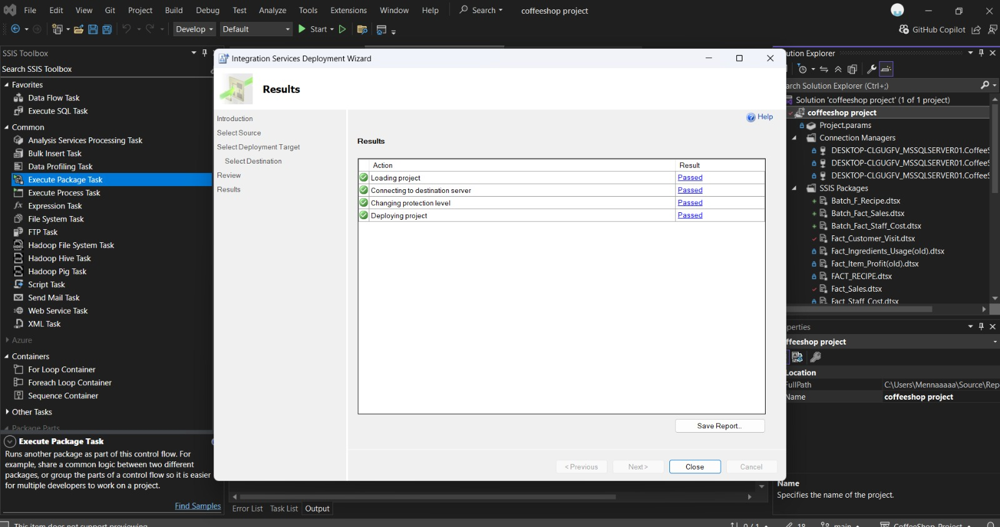 File Edit View Git Project Build Debug Test Analyze Tools Extensions Window Help Search coffeeshop project
Develop Default Start GitHub Copilot
SSIS Toolbox
Search SSIS Toolbox
Favorites
Data Flow Task
Execute SQL Task
Common
Analysis Services Processing Task
Bulk Insert Task
Data Profiling Task
Execute Package Task
Execute Process Task
Expression Task
File System Task
FTP Task
Hadoop File System Task
Hadoop Hive Task
Hadoop Pig Task
Script Task
Send Mail Task
Web Service Task
XML Task
Azure
Containers
For Loop Container
Foreach Loop Container
Sequence Container
Other Tasks
Package Parts
Execute Package Task
Runs another package as part of this control flow. For
example, share a common logic between two different
packages, or group the parts of a control flow so it is easier
for multiple developers to work on a project.
Find Samples
Integration Services Deployment Wizard
Results
Introduction
Select Source
Select Deployment Target
Select Destination
Review
Results
Help
Results
Action Result
Loading project Passed
Connecting to destination server Passed
Changing protection level Passed
Deploying project Passed
Save Report...
< Previous Next > Close Cancel
Error List Task List Output
ution Explorer
arch Solution Explorer (Ctrl+;)
Solution 'coffeeshop project' (1 of 1 project)
coffeeshop project
Project.params
Connection Managers
DESKTOP-CLGUGFV_MSSQLSERVER01.CoffeeS
DESKTOP-CLGUGFV_MSSQLSERVER01.CoffeeS
DESKTOP-CLGUGFV_MSSQLSERVER01.CoffeeS
SSIS Packages
Batch_F_Recipe.dtsx
Batch_Fact_Sales.dtsx
Batch_Fact_Staff_Cost.dtsx
Fact_Customer_Visit.dtsx
Fact_Ingredients_Usage(old).dtsx
Fact_Item_Profit(old).dtsx
FACT_RECIPE.dtsx
Fact_Sales.dtsx
Fact_Staff_Cost.dtsx
perties
ffeeshop project
Location
FullPath C:\Users\Mennaaaaa\Source\Rep
Name coffeeshop project
Name
Specifies the name of the project.
This item does not support previewing 0 / 1 18 main CoffeeShop-Project